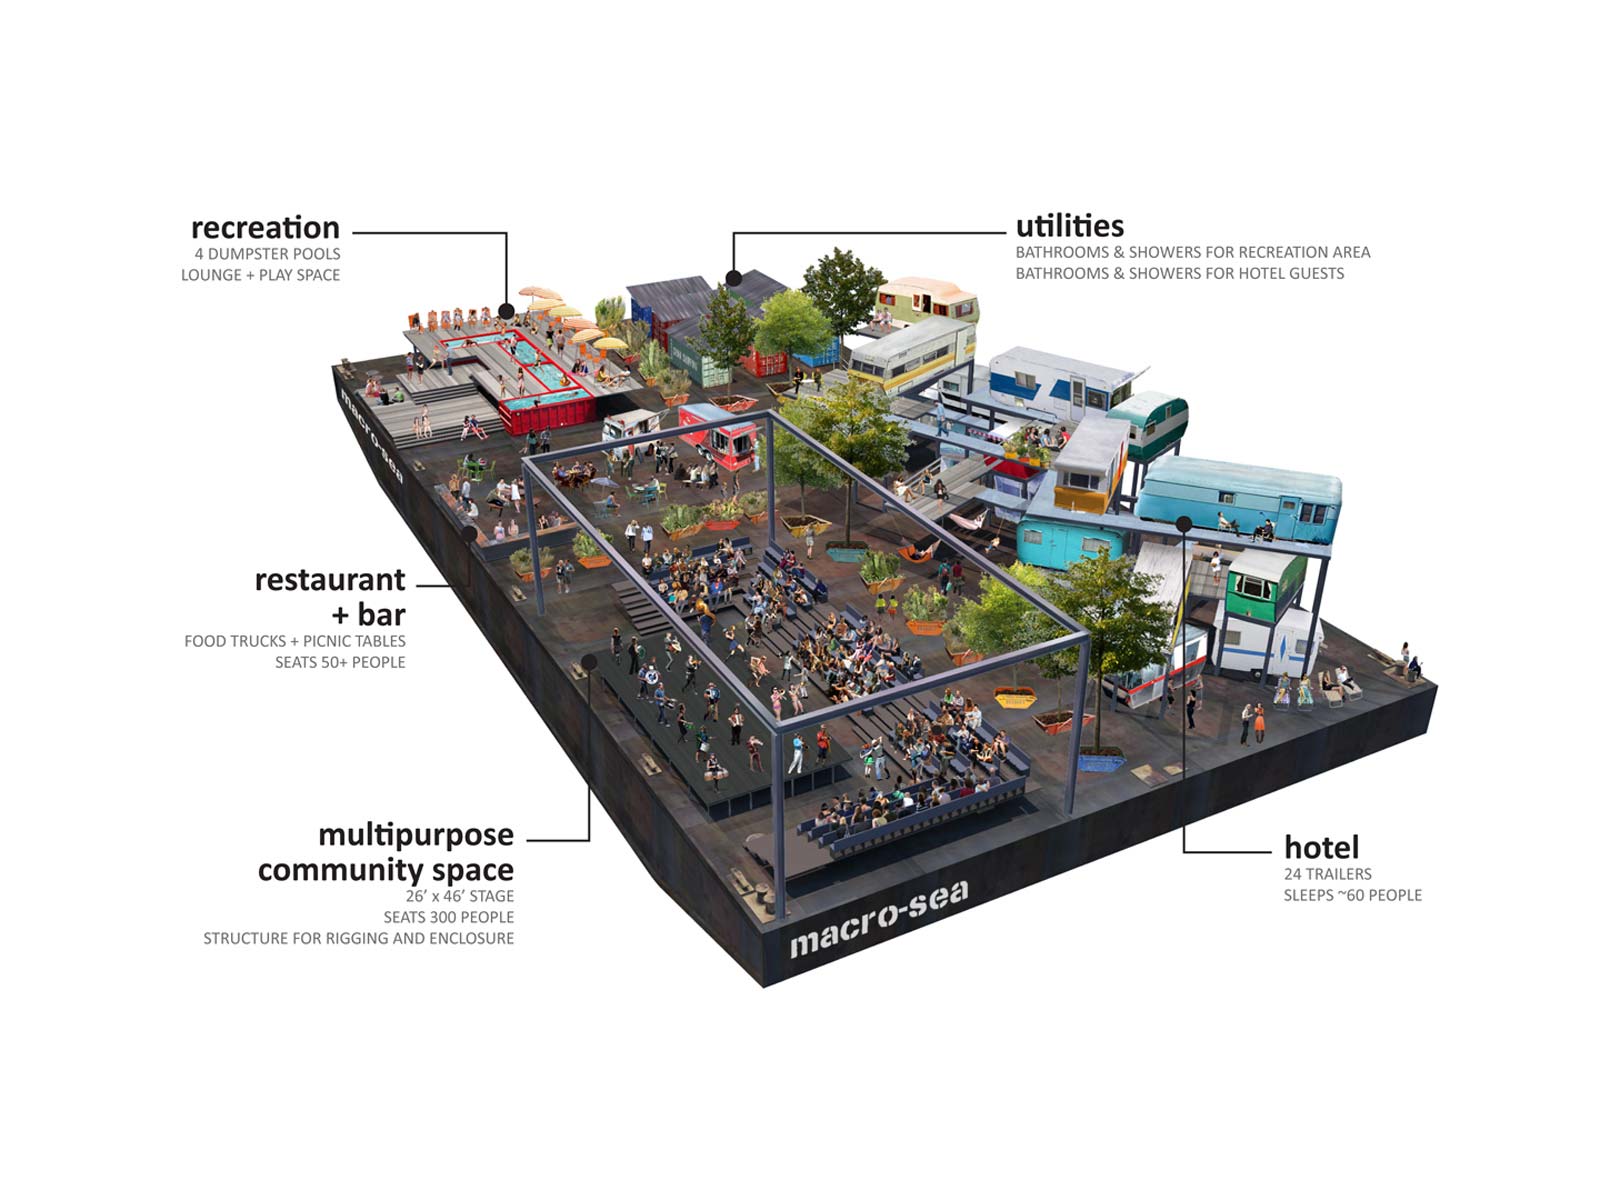 recreation
4 DUMPSTER POOLS
LOUNGE + PLAY SPACE
utilities
BATHROOMS & SHOWERS FOR RECREATION AREA
BATHROOMS & SHOWERS FOR HOTEL GUESTS
macro-sea
restaurant
+ bar
FOOD TRUCKS + PICNIC TABLES
SEATS 50+ PEOPLE
multipurpose
community space
26’ x 46’ STAGE
SEATS 300 PEOPLE
STRUCTURE FOR RIGGING AND ENCLOSURE
hotel
24 TRAILERS
SLEEPS ~60 PEOPLE
macro-sea